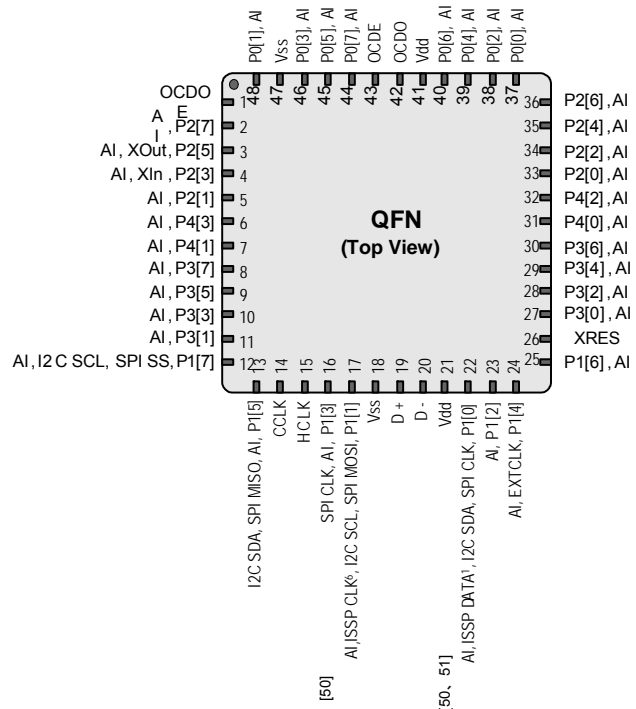 P0[1], AI
Vss
P0[3], AI
P0[5], AI
P0[7], AI
OCDE
OCDO
Vdd
P0[6], AI
P0[4], AI
P0[2], AI
P0[0], AI
48
47
46
45
44
43
42
41
40
39
38
37
OCDO
E 1
A
I , P2[7] 2
AI, XOut, P2[5] 3
AI, XIn , P2[3] 4
AI , P2[1] 5
AI , P4[3] 6
AI , P4[1] 7
AI, P3[7] 8
AI, P3[5] 9
AI, P3[3] 10
AI, P3[1] 11
AI, I2 C SCL, SPI SS, P1[7] 12
QFN
(Top View)
36 P2[6] , AI
35 P2[4] , AI
34 P2[2] , AI
33 P2[0] , AI
32 P4[2] , AI
31 P4[0] , AI
30 P3[6] , AI
29 P3[4] , AI
28 P3[2] , AI
27 P3[0] , AI
26 XRES
25 P1[6] , AI
13
14
15
16
17
18
19
20
21
22
23
24
I2C SDA, SPI MISO, AI, P1[5]
CCLK
HCLK
SPI CLK, AI, P1[3]
AI,ISSP CLK⁶, I2C SCL, SPI MOSI, P1[1]
Vss
D +
D -
Vdd
AI, ISSP DATA¹, I2C SDA, SPI CLK, P1[0]
AI, P1[2]
AI, EXTCLK, P1[4]
[50]
[50、51]